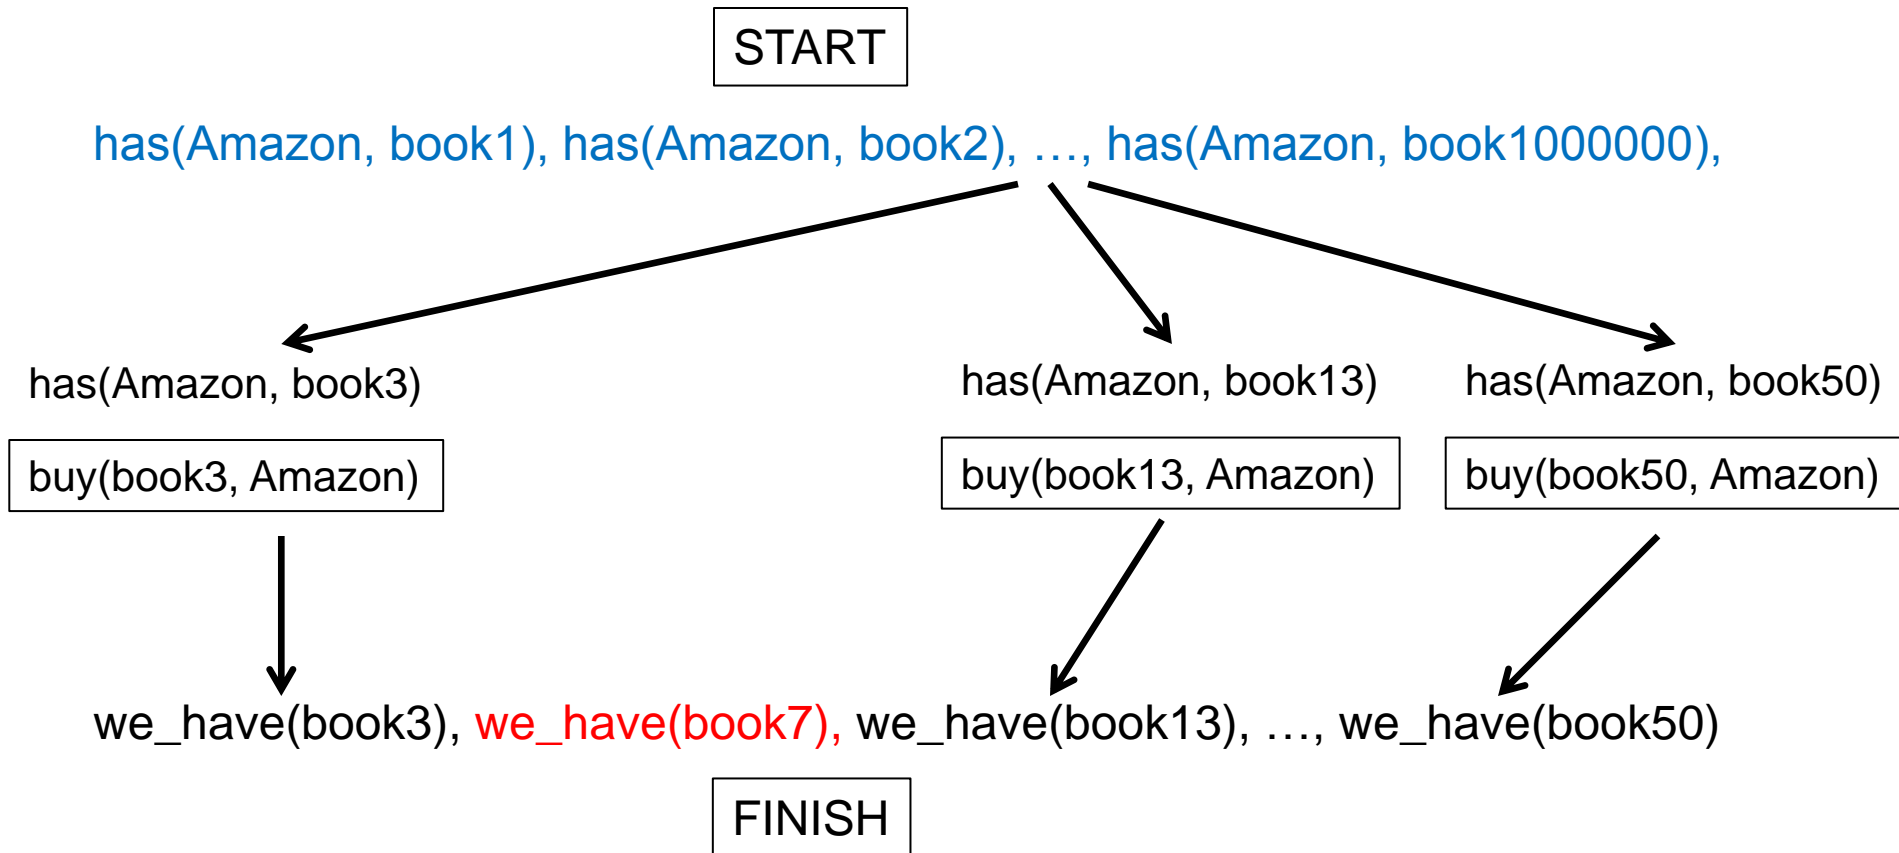 START
has(Amazon, book1), has(Amazon, book2), …, has(Amazon, book1000000),
has(Amazon, book3) has(Amazon, book13) has(Amazon, book50)
buy(book3, Amazon) buy(book13, Amazon) buy(book50, Amazon)
we_have(book3), we_have(book7), we_have(book13), …, we_have(book50)
FINISH